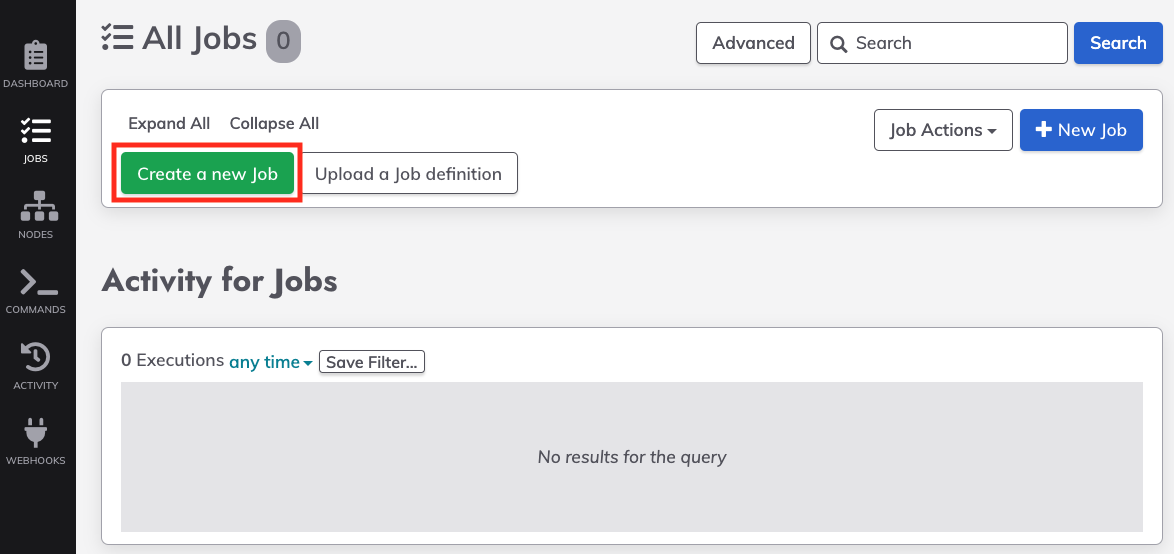 All Jobs 0
Advanced
Search
Search
DASHBOARD
JOBS
NODES
COMMANDS
ACTIVITY
WEBHOOKS
Expand All Collapse All
Job Actions
New Job
Create a new Job
Upload a Job definition
Activity for Jobs
0 Executions any time Save Filter...
No results for the query